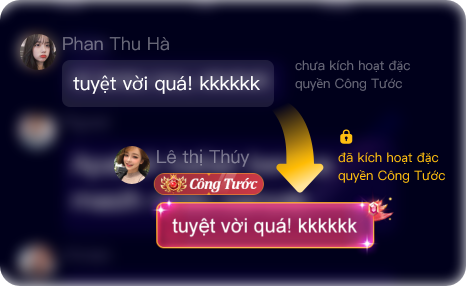 Phan Thu Hà
tuyệt vời quá! kkkkkk
chưa kích hoạt đặc
quyền Công Tước
Lê thị Thúy
Công Tước
đã kích hoạt đặc
quyền Công Tước
tuyệt vời quá! kkkkkk